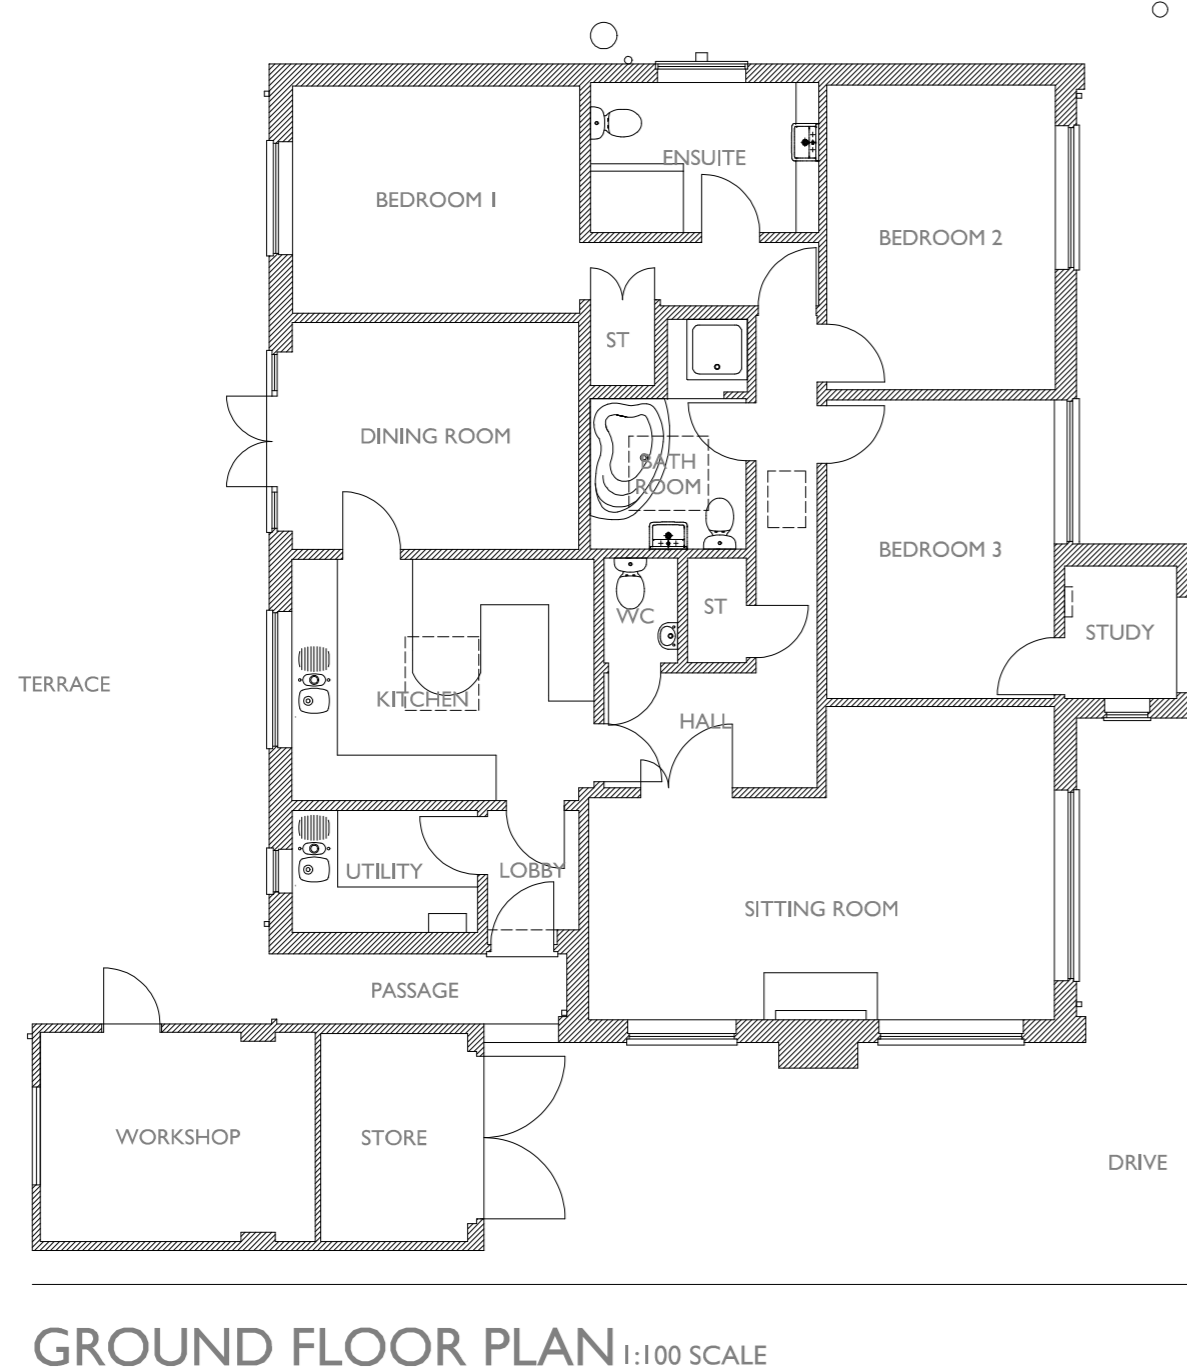 ENSUITE
BEDROOM 1
BEDROOM 2
ST
DINING ROOM
BATH
ROOM
BEDROOM 3
ST
WC
STUDY
TERRACE
KITCHEN
HALL
UTILITY
LOBBY
SITTING ROOM
PASSAGE
WORKSHOP
STORE
DRIVE
GROUND FLOOR PLAN 1:100 SCALE